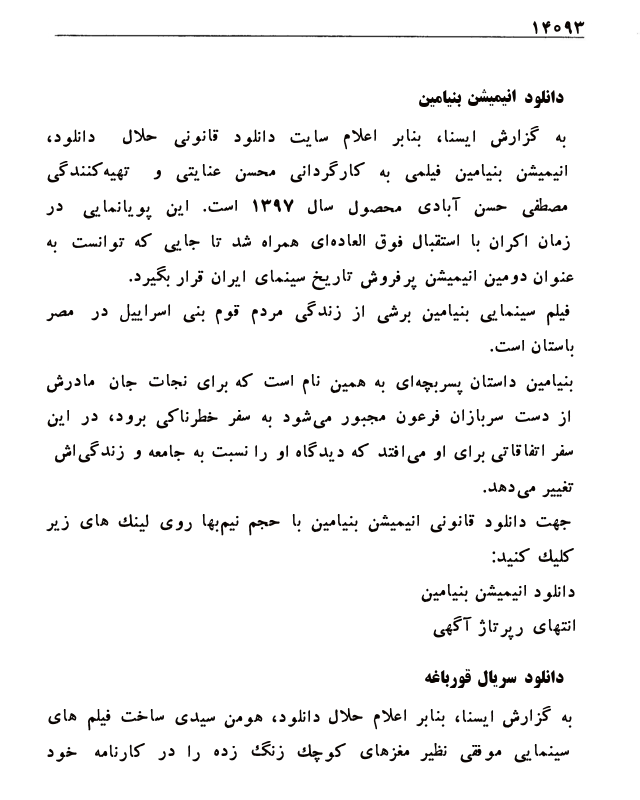 ۱۴۰۹۳
دانلود انیمیشن بنیامین
به گزارش ایسنا، بنابر اعلام سایت دانلود قانونی حلال دانلود،
انیمیشن بنیامین فیلمی به کارگردانی محسن عنایتی و تهیه‌کنندگی
مصطفی حسن آبادی محصول سال ۱۳۹۷ است. این پویانمایی در
زمان اکران با استقبال فوق العاده‌ای همراه شد تا جایی که توانست به
عنوان دومین انیمیشن پرفروش تاریخ سینمای ایران قرار بگیرد.
فیلم سینمایی بنیامین برشی از زندگی مردم قوم بنی اسراییل در مصر
باستان است.
بنیامین داستان پسربچه‌ای به همین نام است که برای نجات جان مادرش
از دست سربازان فرعون مجبور می‌شود به سفر خطرناکی برود، در این
سفر اتفاقاتی برای او می‌افتد که دیدگاه او را نسبت به جامعه و زندگی‌اش
تغییر می‌دهد.
جهت دانلود قانونی انیمیشن بنیامین با حجم نیم‌بها روی لینک های زیر
کلیک کنید:
دانلود انیمیشن بنیامین
انتهای رپرتاژ آگهی
دانلود سریال قورباغه
به گزارش ایسنا، بنابر اعلام حلال دانلود، هومن سیدی ساخت فیلم های
سینمایی موفقی نظیر مغزهای کوچک زنگ زده را در کارنامه خود